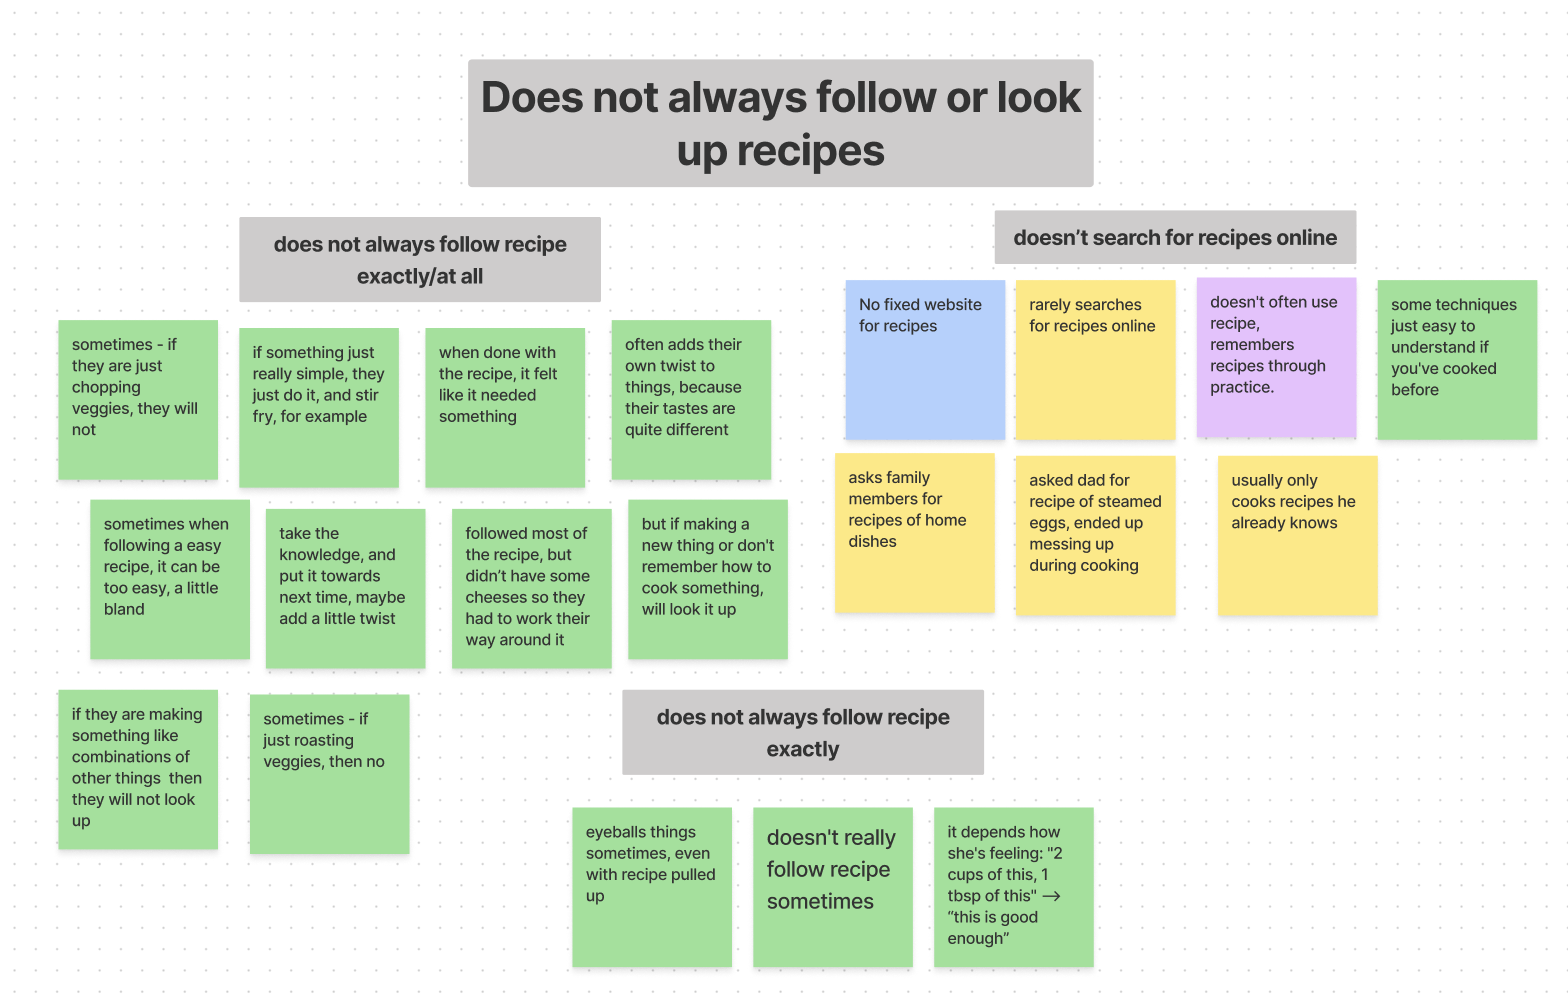 Does not always follow or look
up recipes
does not always follow recipe
exactly/at all
sometimes - if
they are just
chopping
veggies, they will
not
if something just
really simple, they
just do it, and stir
fry, for example
when done with
the recipe, it felt
like it needed
something
often adds their
own twist to
things, because
their tastes are
quite different
sometimes when
following a easy
recipe, it can be
too easy, a little
bland
take the
knowledge, and
put it towards
next time, maybe
add a little twist
followed most of
the recipe, but
didn’t have some
cheeses so they
had to work their
way around it
but if making a
new thing or don't
remember how to
cook something,
will look it up
if they are making
something like
combinations of
other things  then
they will not look
up
sometimes - if
just roasting
veggies, then no
doesn’t search for recipes online
No fixed website
for recipes
rarely searches
for recipes online
doesn't often use
recipe,
remembers
recipes through
practice.
some techniques
just easy to
understand if
you've cooked
before
asks family
members for
recipes of home
dishes
asked dad for
recipe of steamed
eggs, ended up
messing up
during cooking
usually only
cooks recipes he
already knows
does not always follow recipe
exactly
eyeballs things
sometimes, even
with recipe pulled
up
doesn't really
follow recipe
sometimes
it depends how
she's feeling: "2
cups of this, 1
tbsp of this" —>
“this is good
enough”